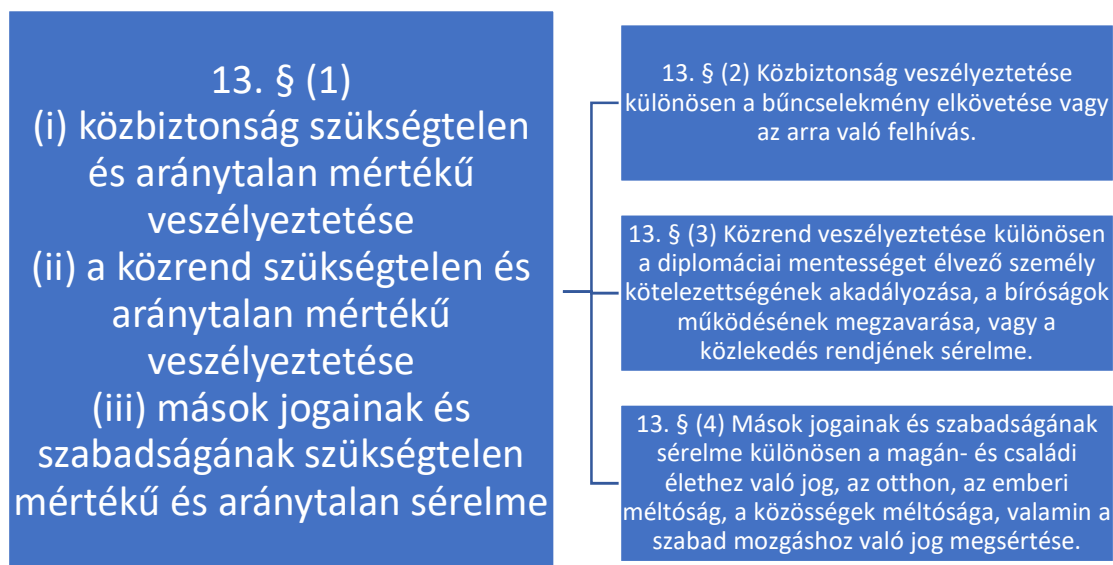 13. § (1)
(i) közbiztonság szükségtelen
és aránytalan mértékű
veszélyeztetése
(ii) a közrend szükségtelen és
aránytalan mértékű
veszélyeztetése
(iii) mások jogainak és
szabadságának szükségtelen
mértékű és aránytalan sérelme
13. § (2) Közbiztonság veszélyeztetése
különösen a bűncselekmény elkövetése vagy
az arra való felhívás.
13. § (3) Közrend veszélyeztetése különösen
a diplomáciai mentességet élvező személy
kötelezettségének akadályozása, a bíróságok
működésének megzavarása, vagy a
közlekedés rendjének sérelme.
13. § (4) Mások jogainak és szabadságának
sérelme különösen a magán- és családi
élethez való jog, az otthon, az emberi
méltóság, a közösségek méltósága, valamin a
szabad mozgáshoz való jog megsértése.